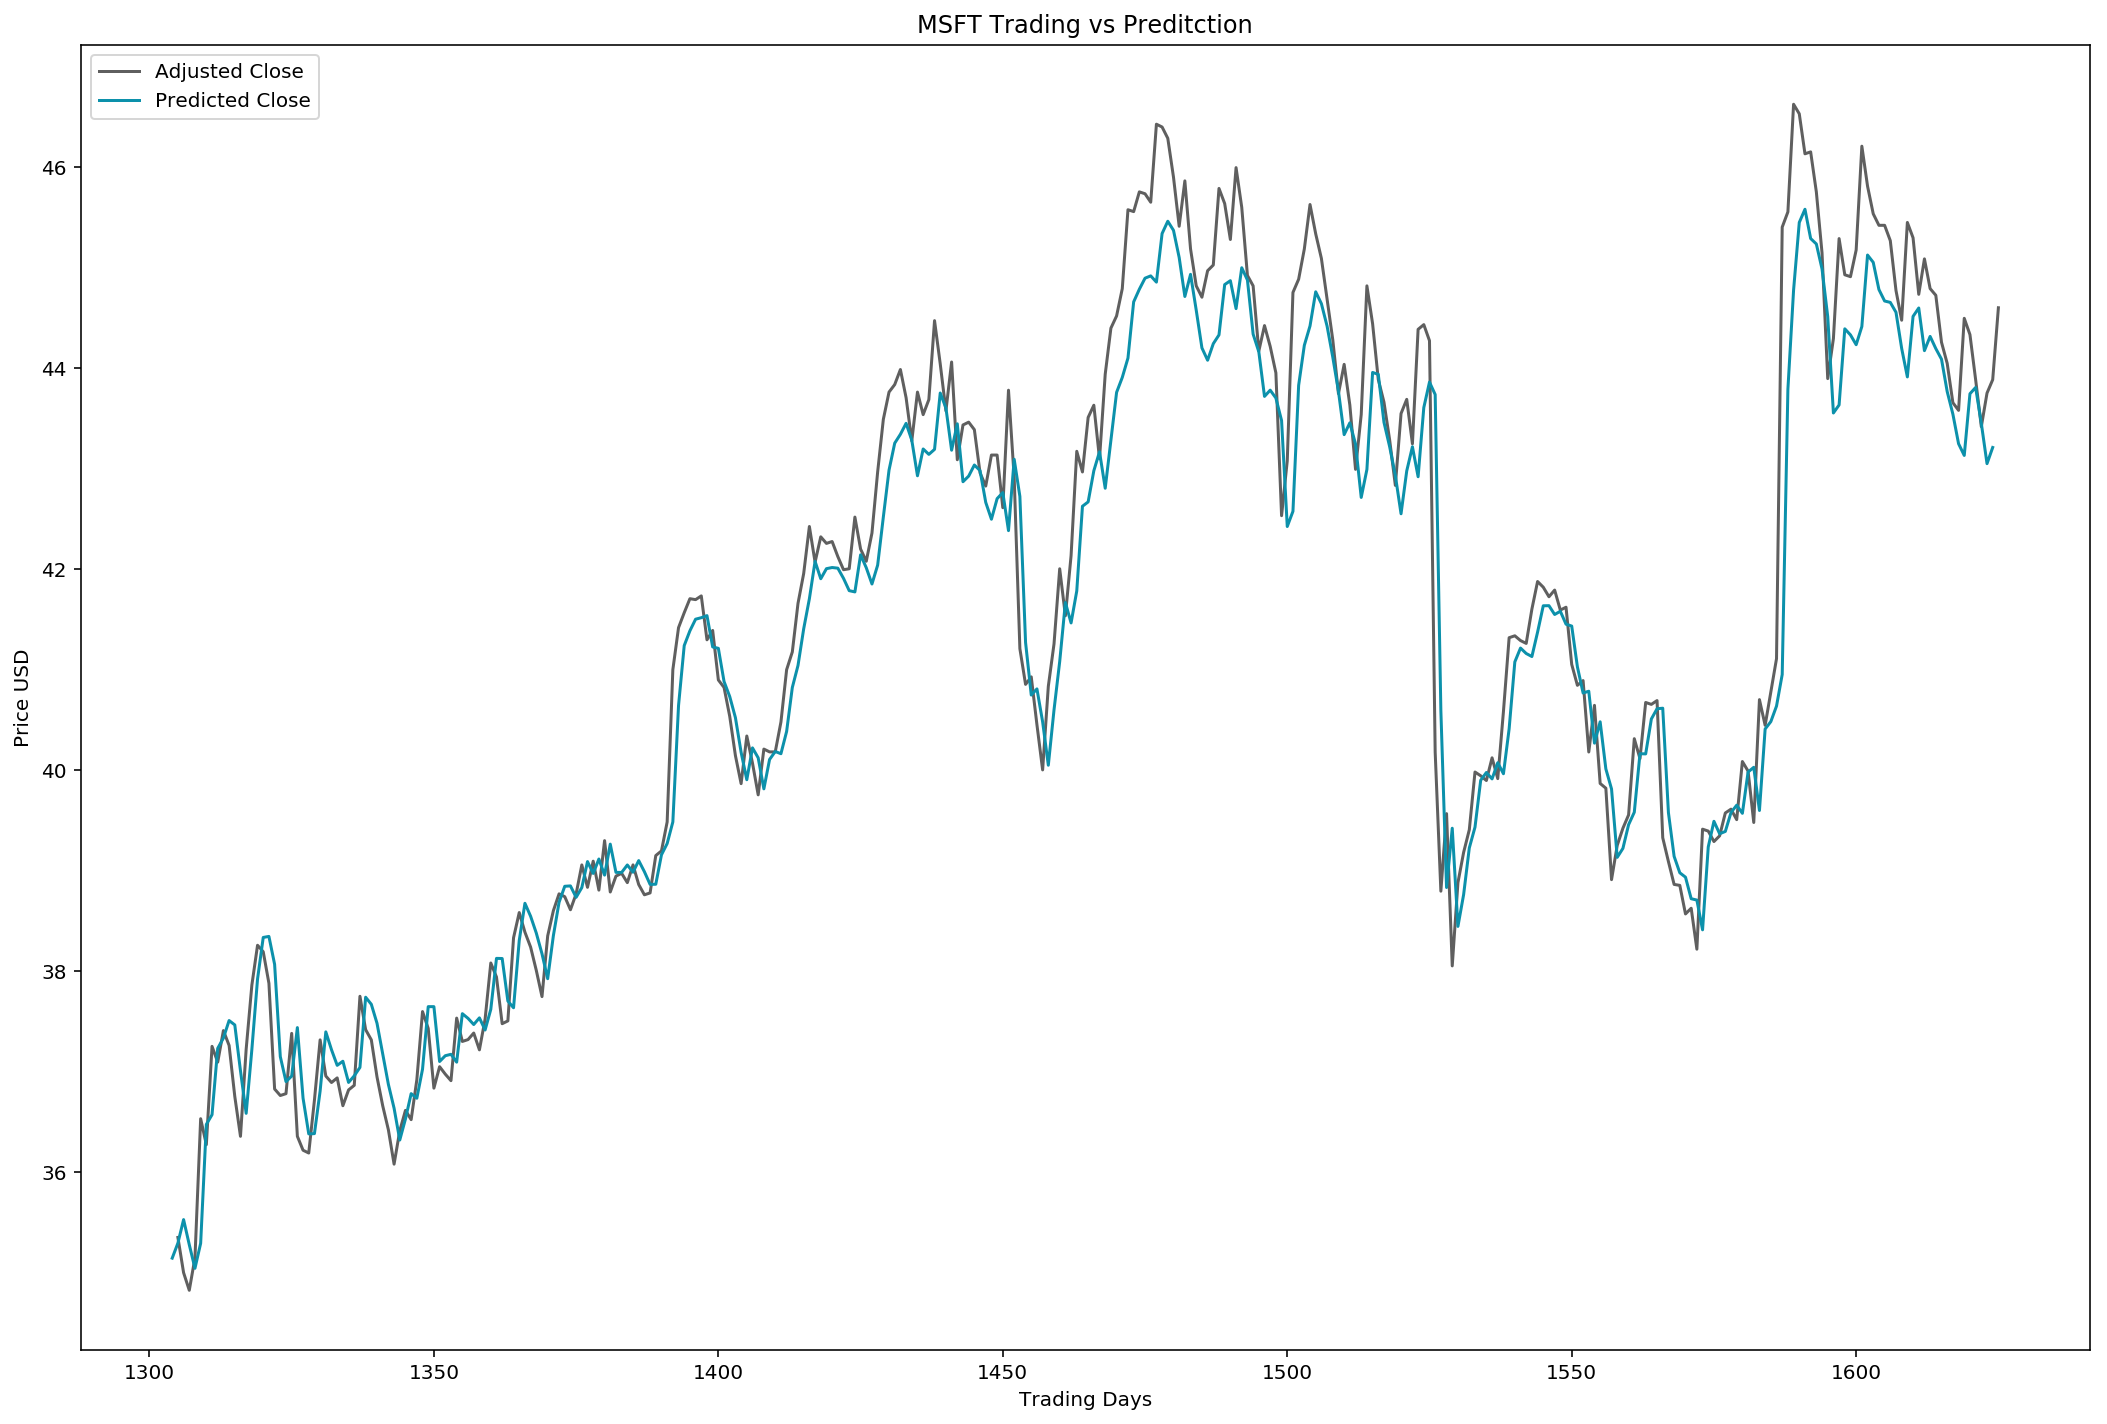 MSFT Trading vs Preditction
Adjusted Close
Predicted Close
46
44
42
40
38
36
Price USD
1300 1350 1400 1450 1500 1550 1600
Trading Days